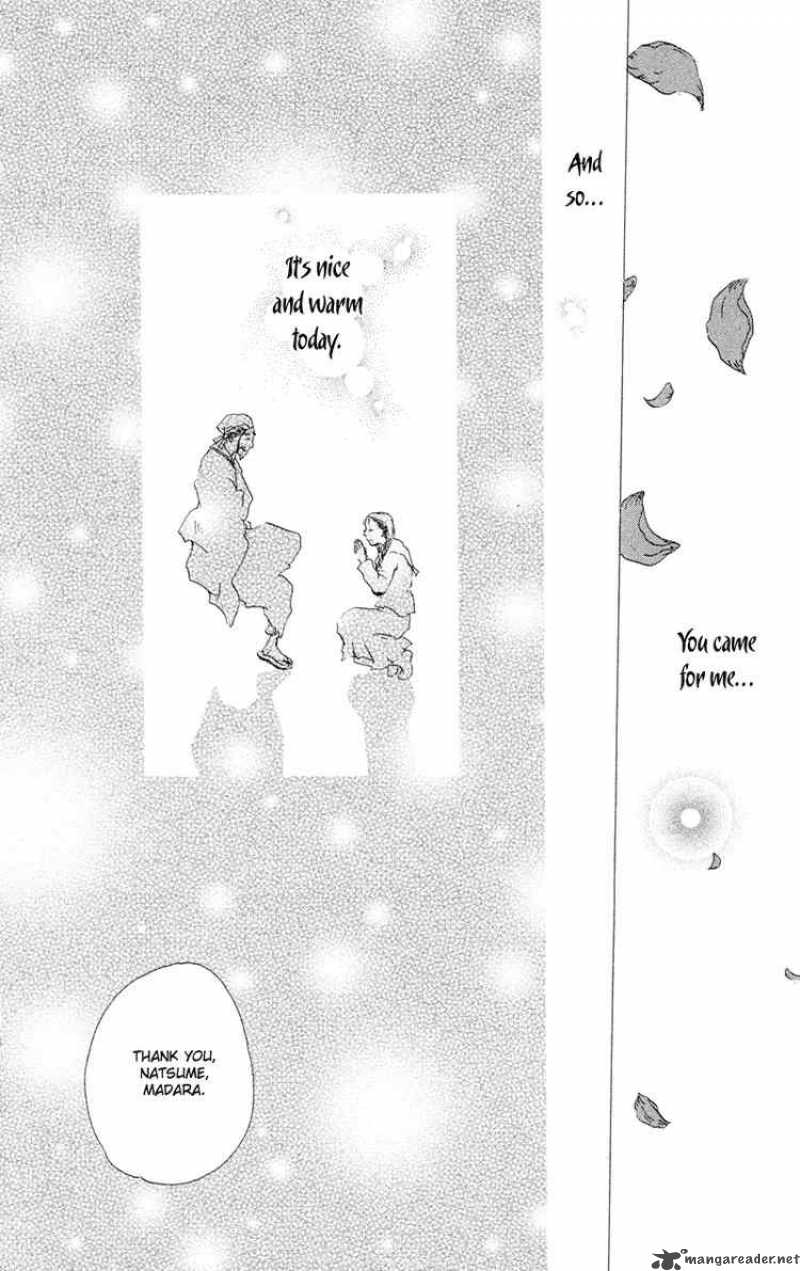 You came
for me...
And
so...
It's nice
and warm
today.
THANK YOU,
NATSUME,
MADARA.
mangareader.net